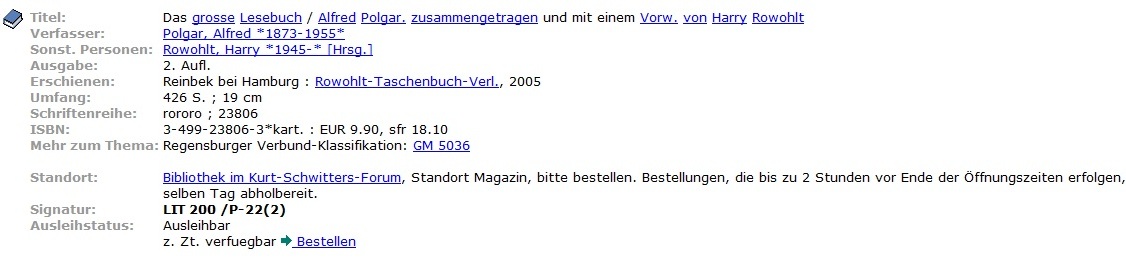 Titel: Das grosse Lesebuch / Alfred Polgar. zusammengetragen und mit einem Vorw. von Harry Rowohlt
Verfasser: Polgar, Alfred *1873-1955*
Sonst. Personen: Rowohlt, Harry *1945-* [Hrsg.]
Ausgabe: 2. Aufl.
Erschienen: Reinbek bei Hamburg : Rowohlt-Taschenbuch-Verl., 2005
Umfang: 426 S. ; 19 cm
Schriftenreihe: rororo ; 23806
ISBN: 3-499-23806-3*kart. : EUR 9.90, sfr 18.10
Mehr zum Thema: Regensburger Verbund-Klassifikation: GM 5036
Standort: Bibliothek im Kurt-Schwitters-Forum, Standort Magazin, bitte bestellen. Bestellungen, die bis zu 2 Stunden vor Ende der Öffnungszeiten erfolgen,
selben Tag abholbereit.
Signatur: LIT 200 /P-22(2)
Ausleihstatus: Ausleihbar
z. Zt. verfuegbar Bestellen